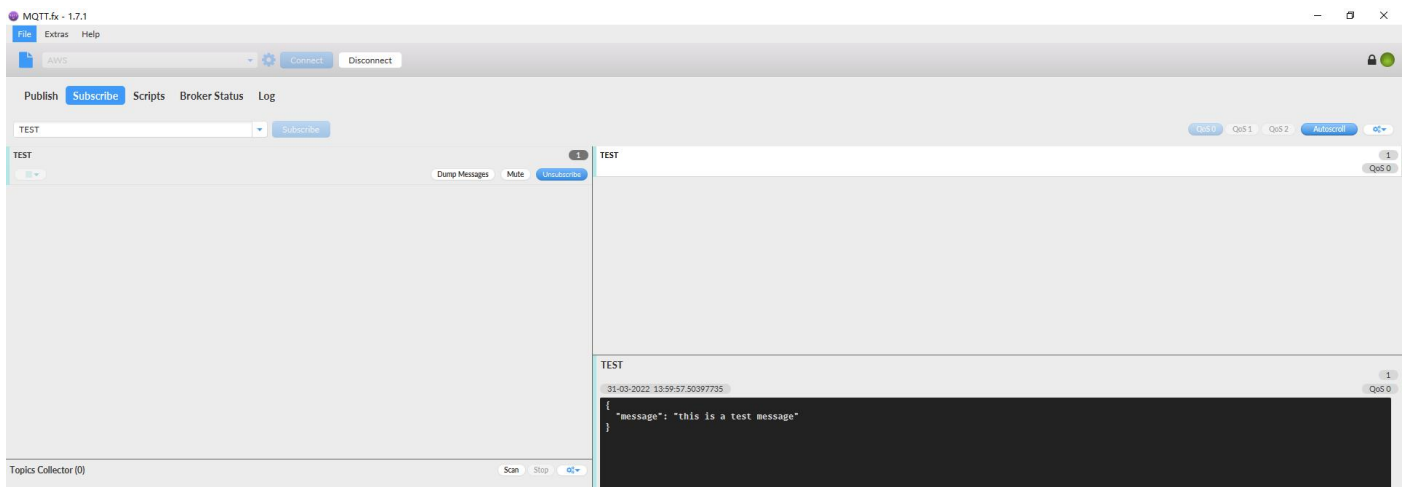 MQTT.fx - 1.7.1
File Extras Help
AWS Connect Disconnect
Publish Subscribe Scripts Broker Status Log
TEST Subscribe QoS 0 QoS 1 QoS 2 Autoscroll
TEST 1
Dump Messages Mute Unsubscribe
TEST 1
QoS 0
TEST
1
31-03-2022 13:59:57.50397735 QoS 0
{
"message": "this is a test message"
}
Topics Collector (0) Scan Stop